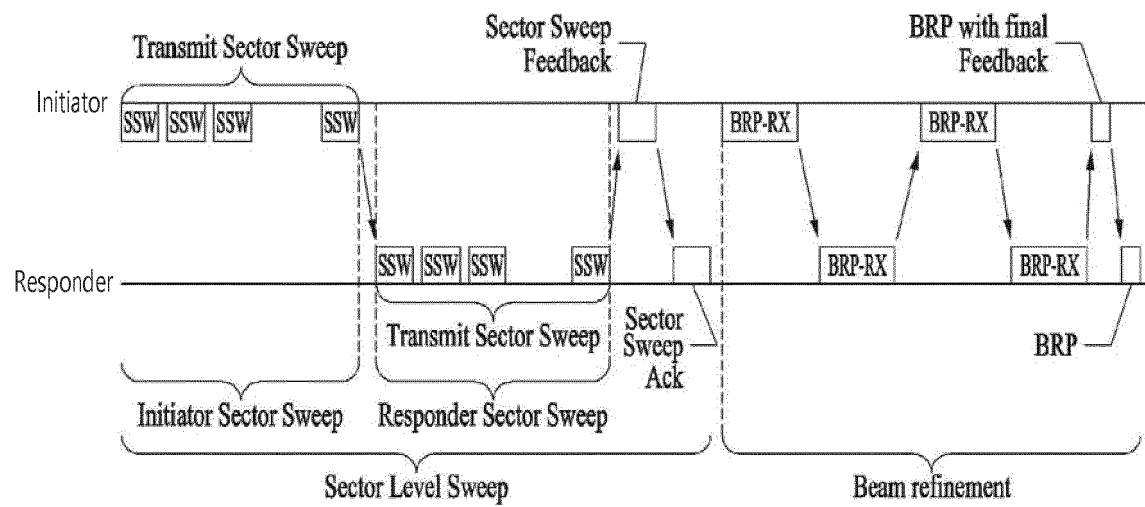 Transmit Sector Sweep
Sector Sweep
Feedback
BRP with final
Feedback
Initiator
SSW SSW SSW SSW BRP-RX BRP-RX
Responder
SSW SSW SSW SSW BRP-RX BRP-RX
Transmit Sector Sweep
Sector
Sweep
Ack
BRP
Initiator Sector Sweep
Responder Sector Sweep
Sector Level Sweep
Beam refinement